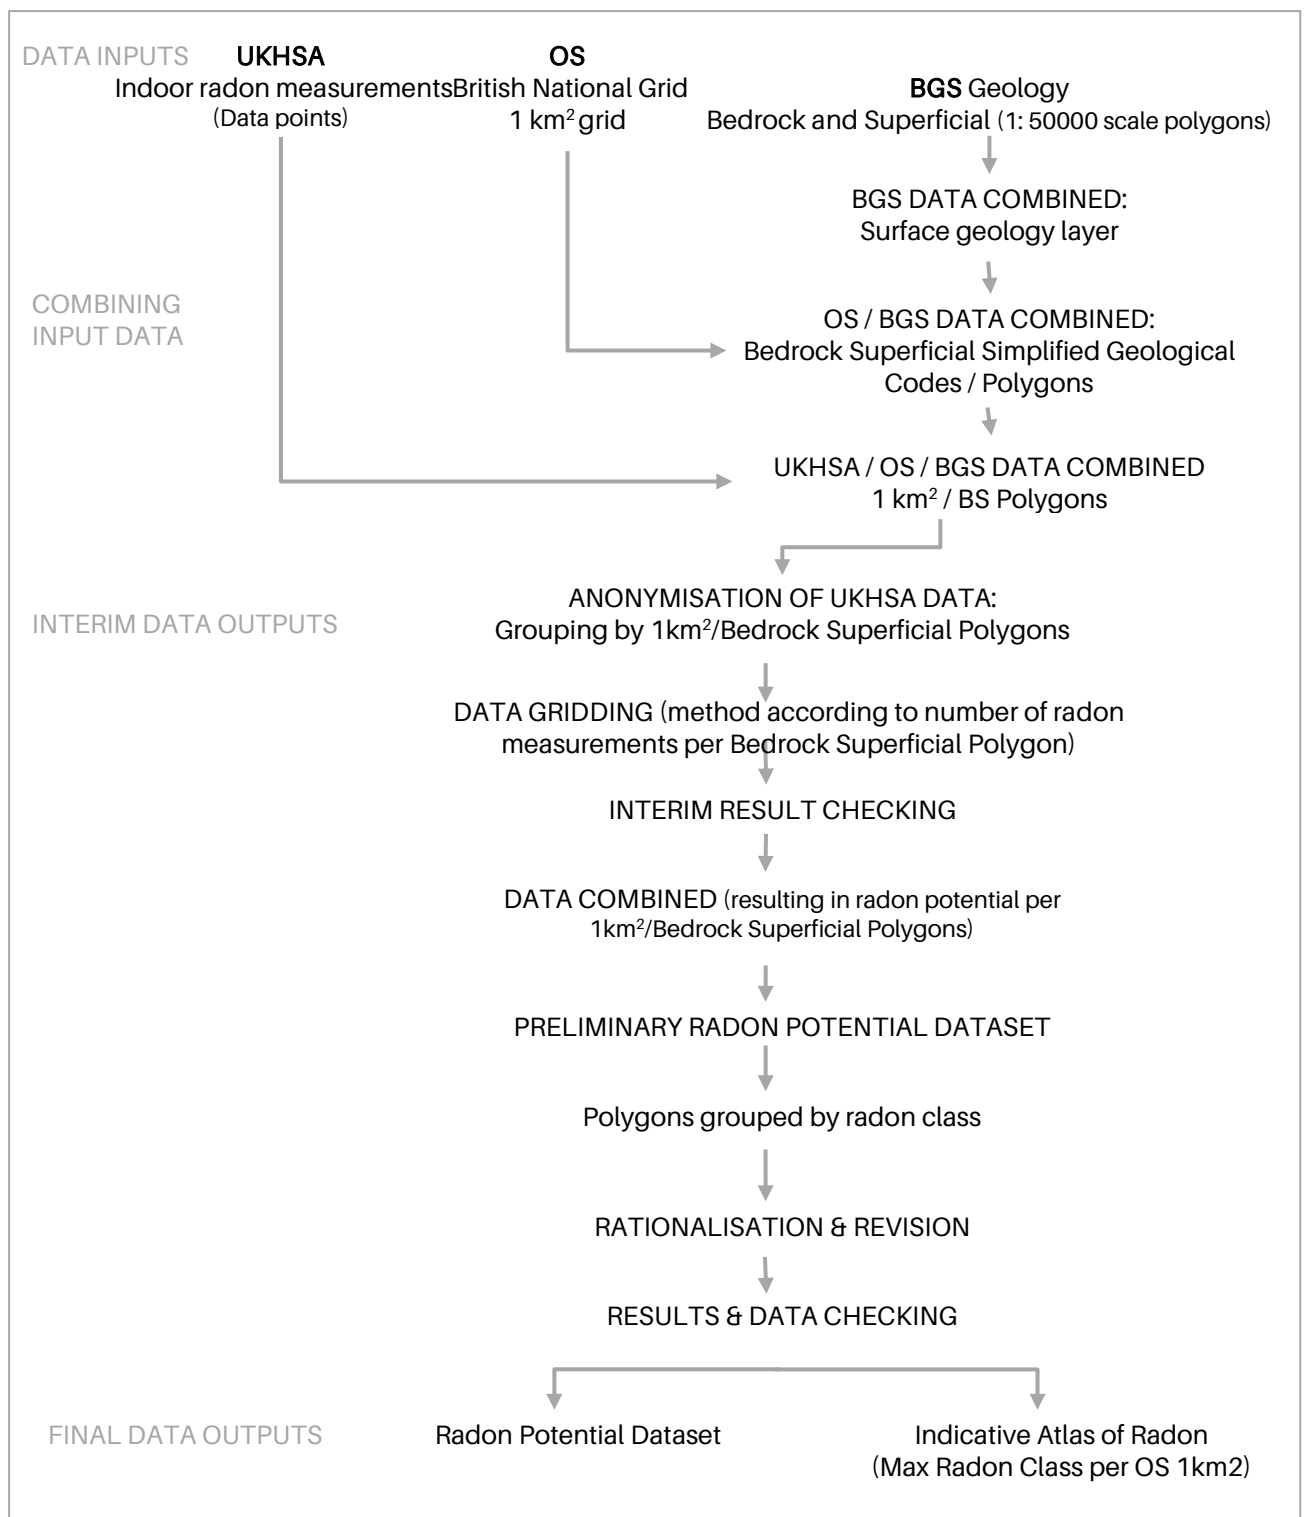 DATA INPUTS
UKHSA
Indoor radon measurements
(Data points)
OS
British National Grid
1 km² grid
BGS Geology
Bedrock and Superficial (1: 50000 scale polygons)
BGS DATA COMBINED:
Surface geology layer
COMBINING
INPUT DATA
OS / BGS DATA COMBINED:
Bedrock Superficial Simplified Geological
Codes / Polygons
UKHSA / OS / BGS DATA COMBINED
1 km² / BS Polygons
INTERIM DATA OUTPUTS
ANONYMISATION OF UKHSA DATA:
Grouping by 1km²/Bedrock Superficial Polygons
DATA GRIDDING (method according to number of radon
measurements per Bedrock Superficial Polygon)
INTERIM RESULT CHECKING
DATA COMBINED (resulting in radon potential per
1km²/Bedrock Superficial Polygons)
PRELIMINARY RADON POTENTIAL DATASET
Polygons grouped by radon class
RATIONALISATION & REVISION
RESULTS & DATA CHECKING
FINAL DATA OUTPUTS
Radon Potential Dataset
Indicative Atlas of Radon
(Max Radon Class per OS 1km2)